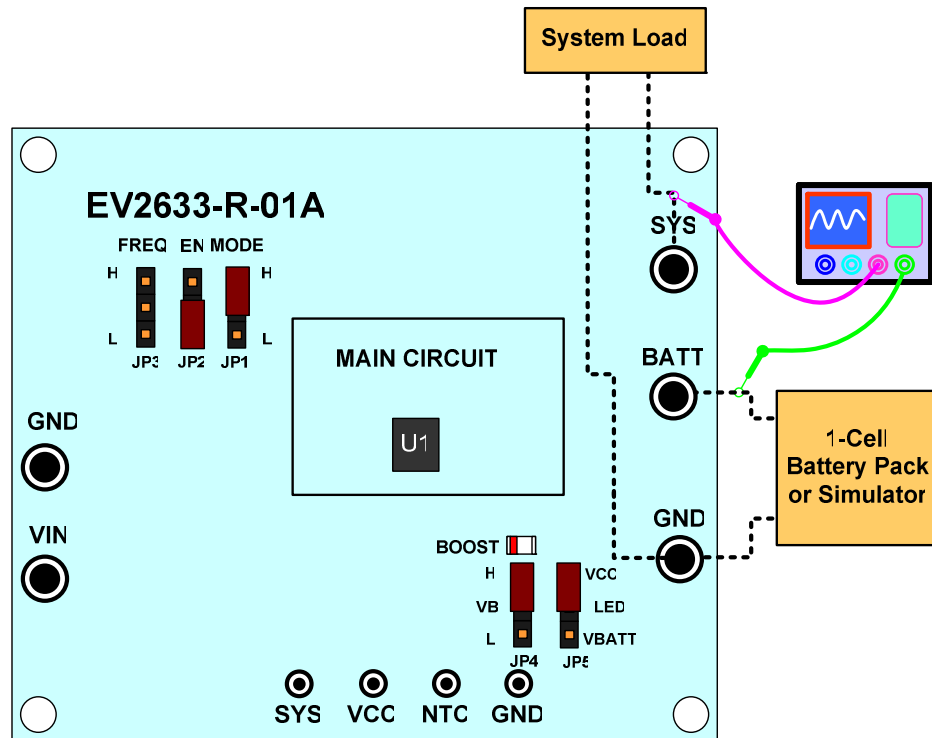 System Load
EV2633-R-01A
FREQ EN MODE
H H
L L
JP3 JP2 JP1
SYS
MAIN CIRCUIT
U1
BATT
GND
VIN
1-Cell
Battery Pack
or Simulator
GND
BOOST
H VCC
VB LED
L VBATT
JP4 JP5
SYS VCC NTC GND